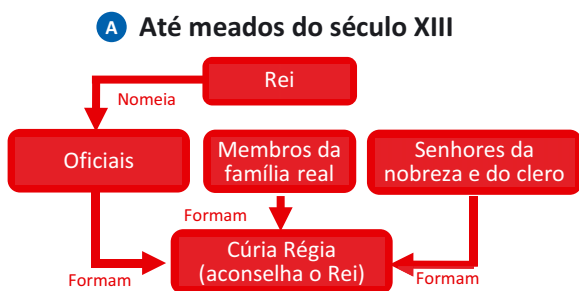 A Até meados do século XIII
Rei
Nomeia
Oficiais
Membros da
família real
Senhores da
nobreza e do clero
Formam
Cúria Régia
(aconselha o Rei)
Formam
Formam